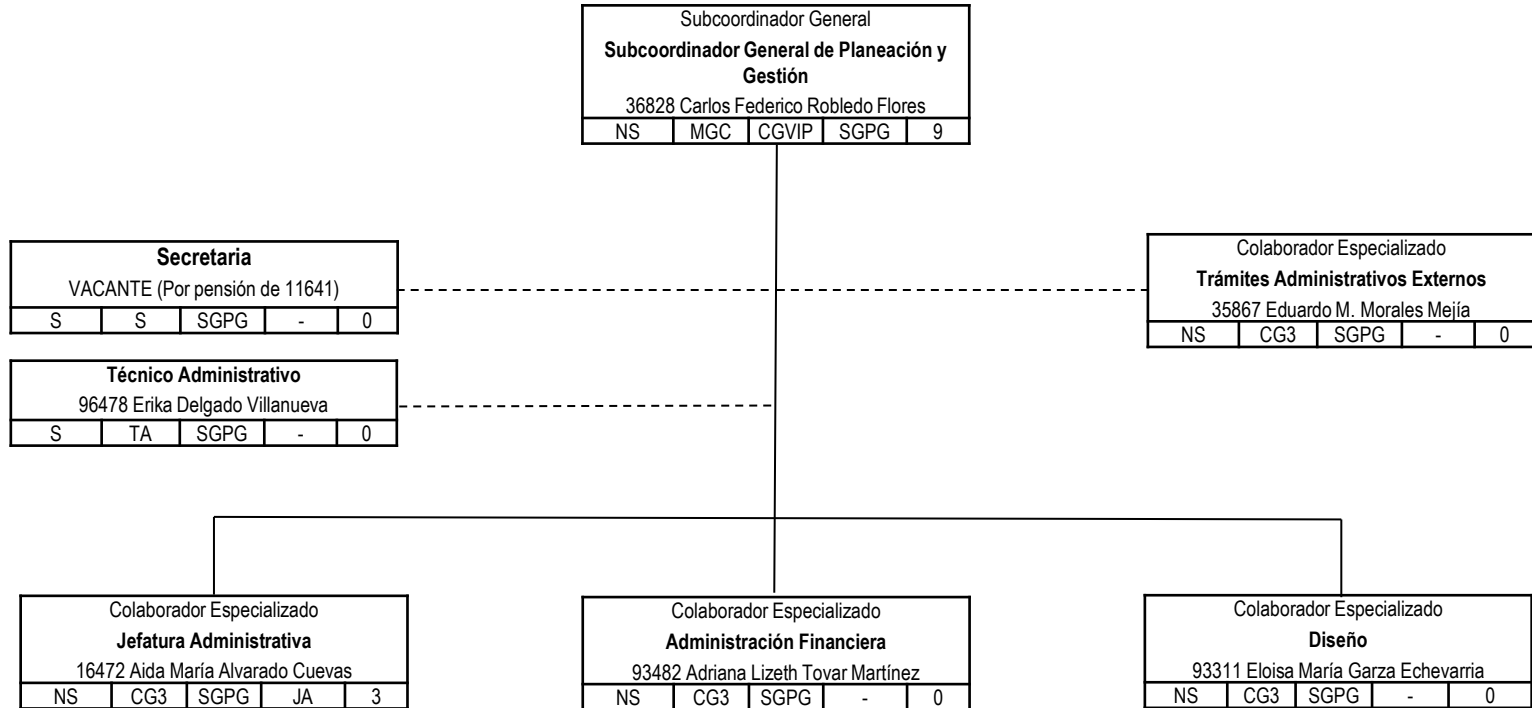 Subcoordinador General
Subcoordinador General de Planeación y
Gestión
36828 Carlos Federico Robledo Flores
NS MGC CGVIP SGPG 9
Secretaria
VACANTE (Por pensión de 11641)
S S SGPG - 0
Colaborador Especializado
Trámites Administrativos Externos
35867 Eduardo M. Morales Mejía
NS CG3 SGPG - 0
Técnico Administrativo
96478 Erika Delgado Villanueva
S TA SGPG - 0
Colaborador Especializado
Jefatura Administrativa
16472 Aida María Alvarado Cuevas
NS CG3 SGPG JA 3
Colaborador Especializado
Administración Financiera
93482 Adriana Lizeth Tovar Martínez
NS CG3 SGPG - 0
Colaborador Especializado
Diseño
93311 Eloisa María Garza Echevarria
NS CG3 SGPG - 0